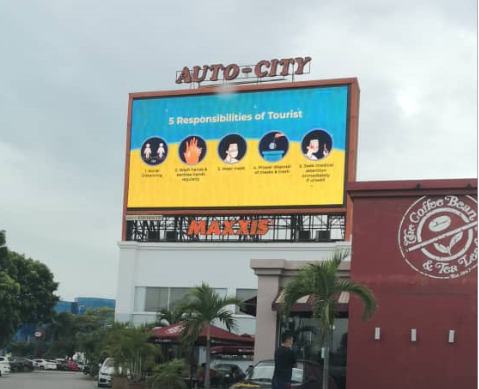 AUTO-CITY
5 Responsibilities of Tourist
1. Social
Distancing
2. Wash hands &
sanitise hands
regularly
3. Wear mask
4. Proper disposal
of masks & trash
5. Seek medical
attention
immediately
if unwell
MAXXIS
The Coffee Bean
& Tea Leaf